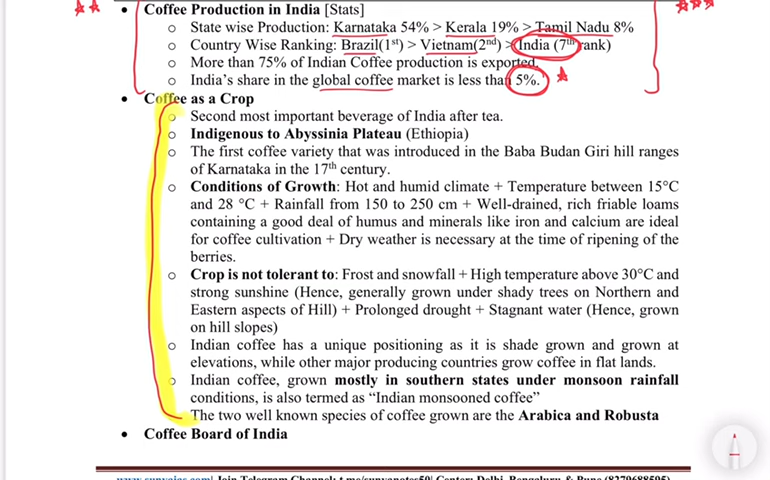 • Coffee Production in India [Stats]
o State wise Production: Karnataka 54% > Kerala 19% > Tamil Nadu 8%
o Country Wise Ranking: Brazil(1st) > Vietnam(2nd) > India (7th rank)
o More than 75% of Indian Coffee production is exported.
o India's share in the global coffee market is less than 5%.
• Coffee as a Crop
o Second most important beverage of India after tea.
o Indigenous to Abyssinia Plateau (Ethiopia)
o The first coffee variety that was introduced in the Baba Budan Giri hill ranges
of Karnataka in the 17th century.
o Conditions of Growth: Hot and humid climate + Temperature between 15°C
and 28 °C + Rainfall from 150 to 250 cm + Well-drained, rich friable loams
containing a good deal of humus and minerals like iron and calcium are ideal
for coffee cultivation + Dry weather is necessary at the time of ripening of the
berries.
o Crop is not tolerant to: Frost and snowfall + High temperature above 30°C and
strong sunshine (Hence, generally grown under shady trees on Northern and
Eastern aspects of Hill) + Prolonged drought + Stagnant water (Hence, grown
on hill slopes)
o Indian coffee has a unique positioning as it is shade grown and grown at
elevations, while other major producing countries grow coffee in flat lands.
o Indian coffee, grown mostly in southern states under monsoon rainfall
conditions, is also termed as “Indian monsooned coffee”
The two well known species of coffee grown are the Arabica and Robusta
• Coffee Board of India